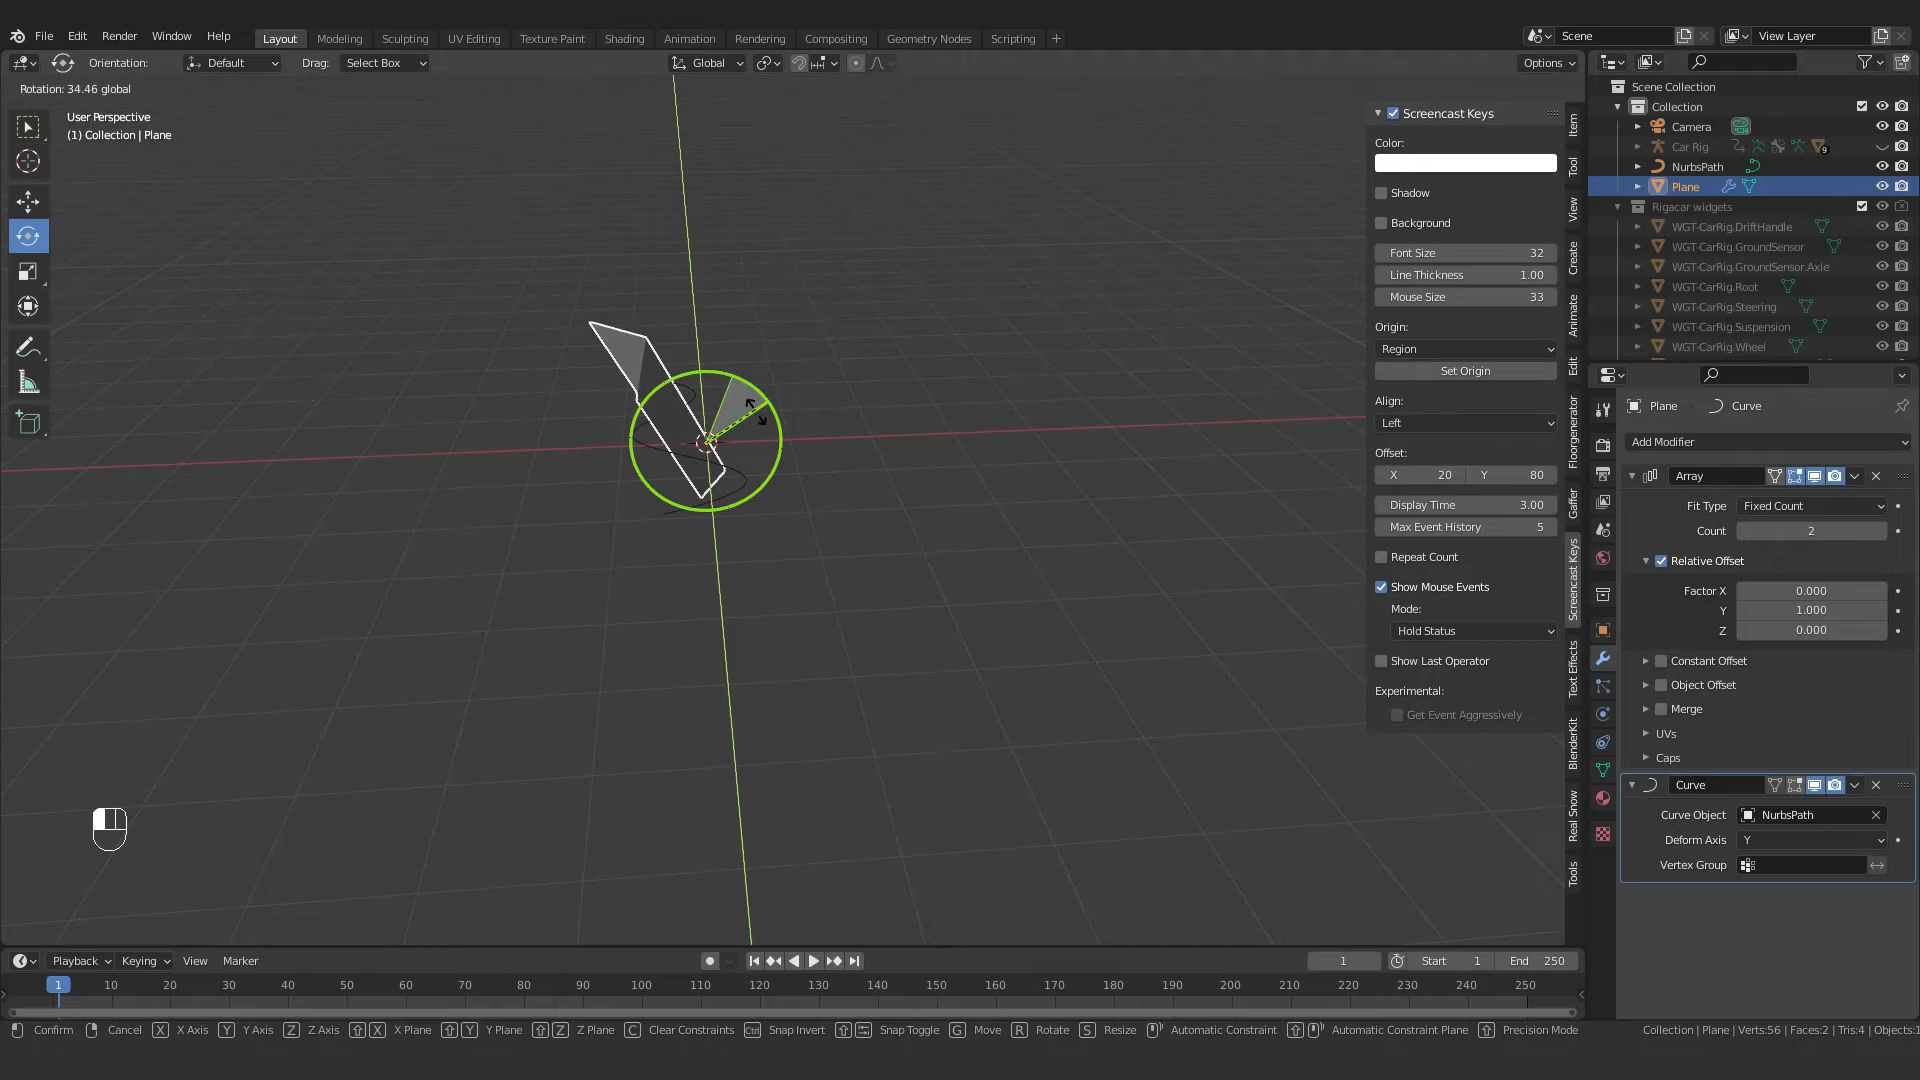 File Edit Render Window Help Layout Modeling Sculpting UV Editing Texture Paint Shading Animation Rendering Compositing Geometry Nodes Scripting + Scene View Layer
Orientation: Default Drag: Select Box Global Options
Rotation: 34.46 global
User Perspective
(1) Collection | Plane
Screencast Keys
Color:
Shadow
Background
Font Size 32
Line Thickness 1.00
Mouse Size 33
Origin:
Region
Set Origin
Align:
Left
Offset:
X 20 Y 80
Display Time 3.00
Max Event History 5
Repeat Count
Show Mouse Events
Mode:
Hold Status
Show Last Operator
Experimental:
Get Event Aggressively
Item
Tool
View
Create
Animate
Edit
Floorgenerator
Gaffer
Screencast Keys
Text Effects
BlenderKit
Real Snow
Tools
Scene Collection
Collection
Camera
Car Rig 9
NurbsPath
Plane
Rigacar widgets
WGT-CarRig.DriftHandle
WGT-CarRig.GroundSensor
WGT-CarRig.GroundSensor.Axle
WGT-CarRig.Root
WGT-CarRig.Steering
WGT-CarRig.Suspension
WGT-CarRig.Wheel
Plane Curve
Add Modifier
Array
Fit Type Fixed Count
Count 2
Relative Offset
Factor X 0.000
Y 1.000
Z 0.000
Constant Offset
Object Offset
Merge
UVs
Caps
Curve
Curve Object NurbsPath
Deform Axis Y
Vertex Group
Playback Keying View Marker 1 Start 1 End 250
1 10 20 30 40 50 60 70 80 90 100 110 120 130 140 150 160 170 180 190 200 210 220 230 240 250
Confirm Cancel X X Axis Y Y Axis Z Z Axis X X Plane Y Y Plane Z Z Plane C Clear Constraints Ctrl Snap Invert Snap Toggle G Move R Rotate S Resize Automatic Constraint Automatic Constraint Plane Precision Mode Collection | Plane | Verts:56 | Faces:2 | Tris:4 | Objects:1